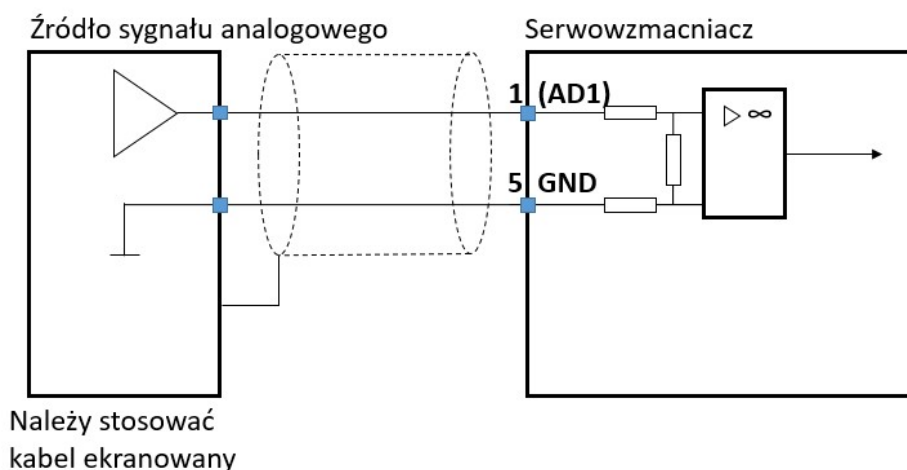 Źródło sygnału analogowego
Serwowzmacniacz
1 (AD1)
▷ ∞
5 GND
Należy stosować
kabel ekranowany